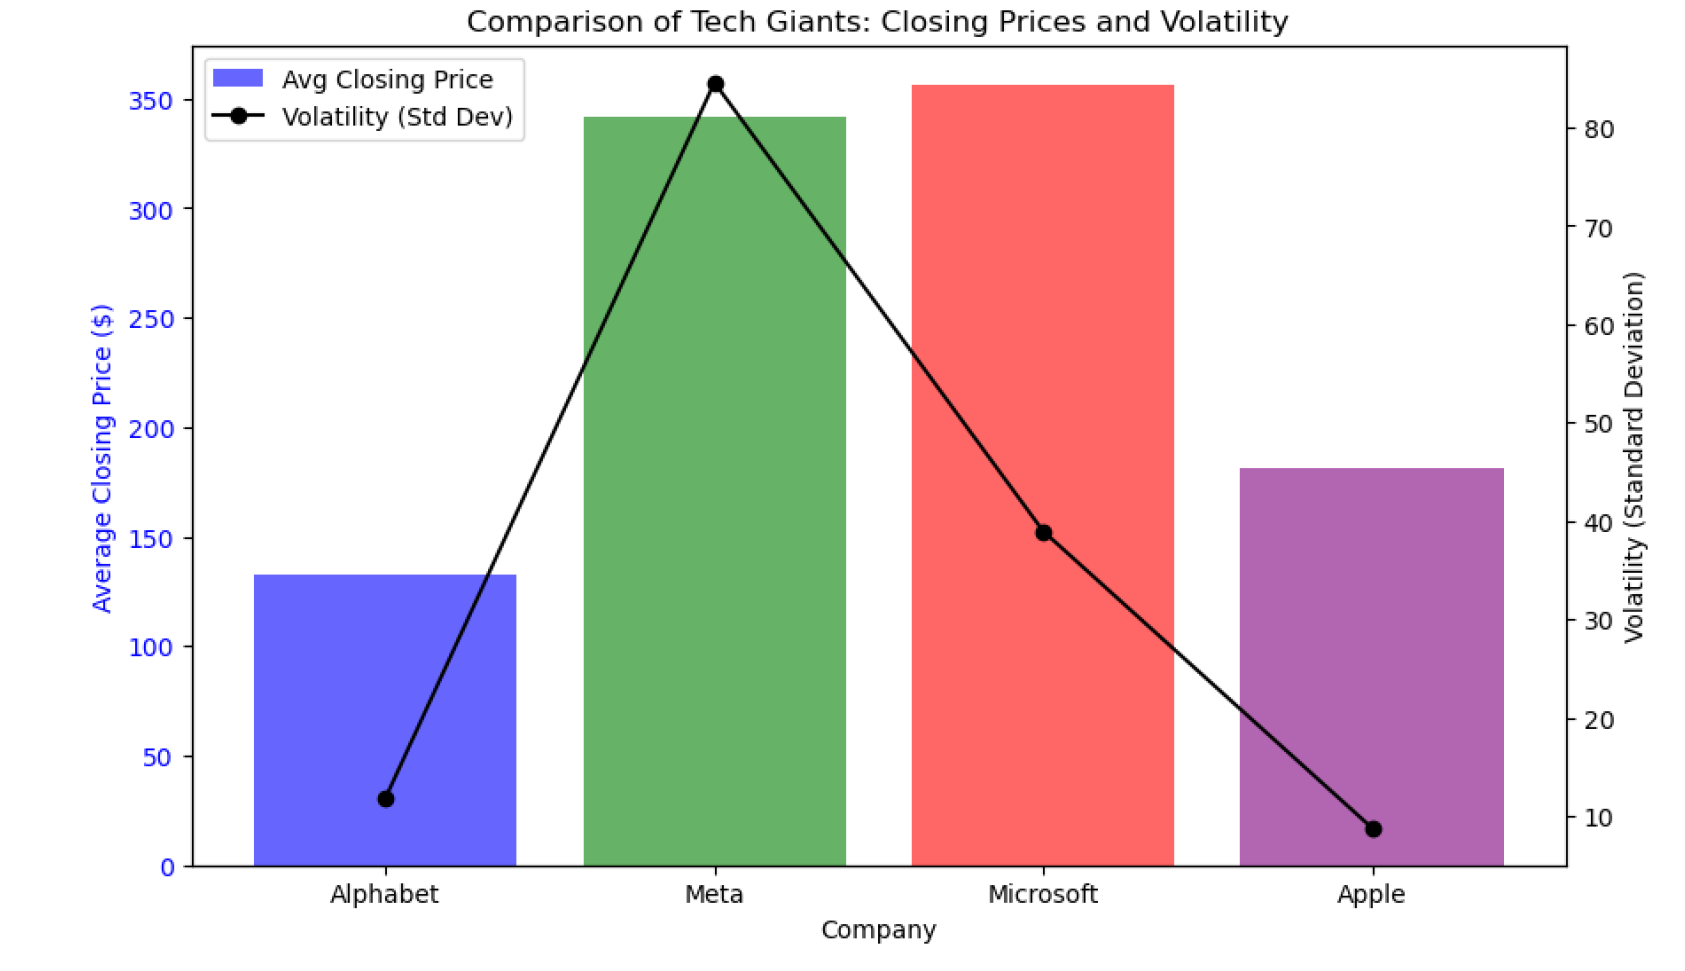 Comparison of Tech Giants: Closing Prices and Volatility
Avg Closing Price
Volatility (Std Dev)
Average Closing Price ($)
350
300
250
200
150
100
50
0
80
70
60
50
40
30
20
10
Volatility (Standard Deviation)
Alphabet
Meta
Microsoft
Apple
Company